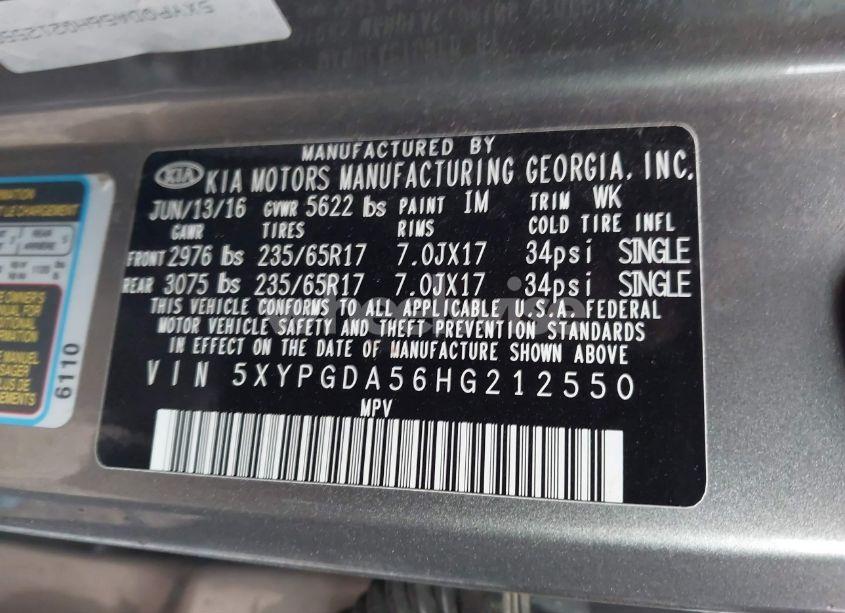 MANUFACTURED BY
KIA KIA MOTORS MANUFACTURING GEORGIA, INC.
JUN/13/16 GVWR 5622 lbs PAINT IM TRIM WK
GAWR TIRES RIMS COLD TIRE INFL
FRONT 2976 lbs 235/65R17 7.0JX17 34psi SINGLE
REAR 3075 lbs 235/65R17 7.0JX17 34psi SINGLE
THIS VEHICLE CONFORMS TO ALL APPLICABLE U.S.A FEDERAL
MOTOR VEHICLE SAFETY AND THEFT PREVENTION STANDARDS
IN EFFECT ON THE DATE OF MANUFACTURE SHOWN ABOVE
VIN 5XYPGDA56HG212550
MPV
6110